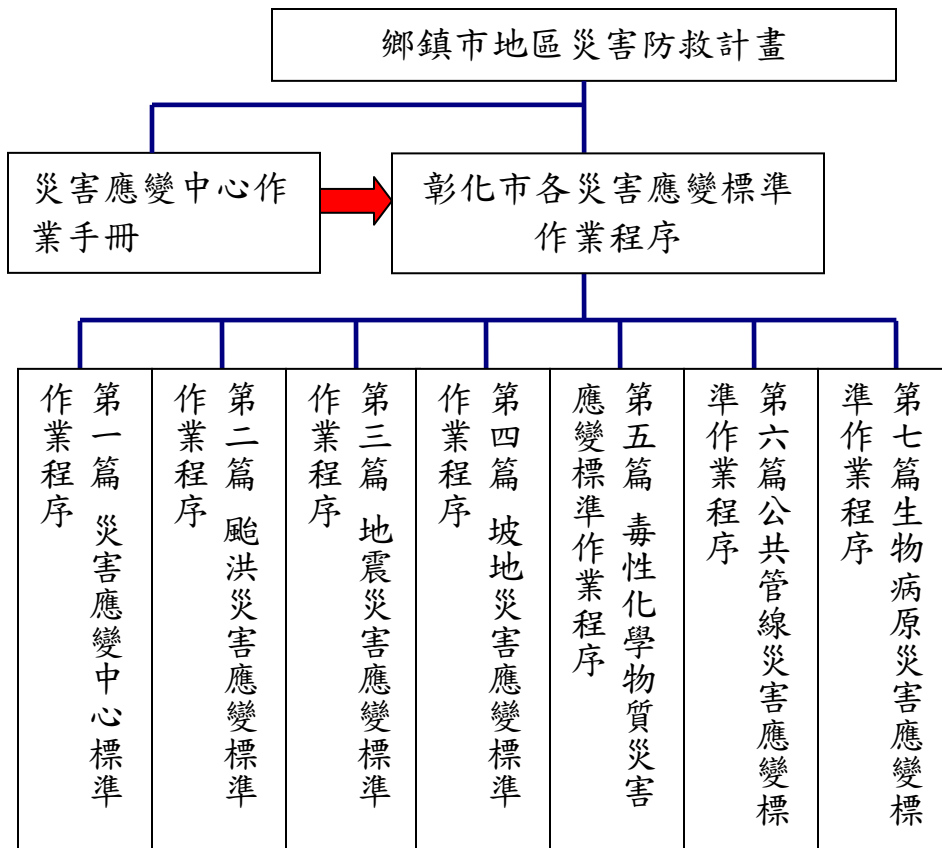 鄉鎮市地區災害防救計畫
災害應變中心作
業手冊
彰化市各災害應變標準
作業程序
第一篇 災害應變中心標準
作業程序
第二篇 颱洪災害應變標準
作業程序
第三篇 地震災害應變標準
作業程序
第四篇 坡地災害應變標準
作業程序
第五篇 毒性化學物質災害
應變標準作業程序
第六篇公共管線災害應變標
準作業程序
第七篇生物病原災害應變標
準作業程序